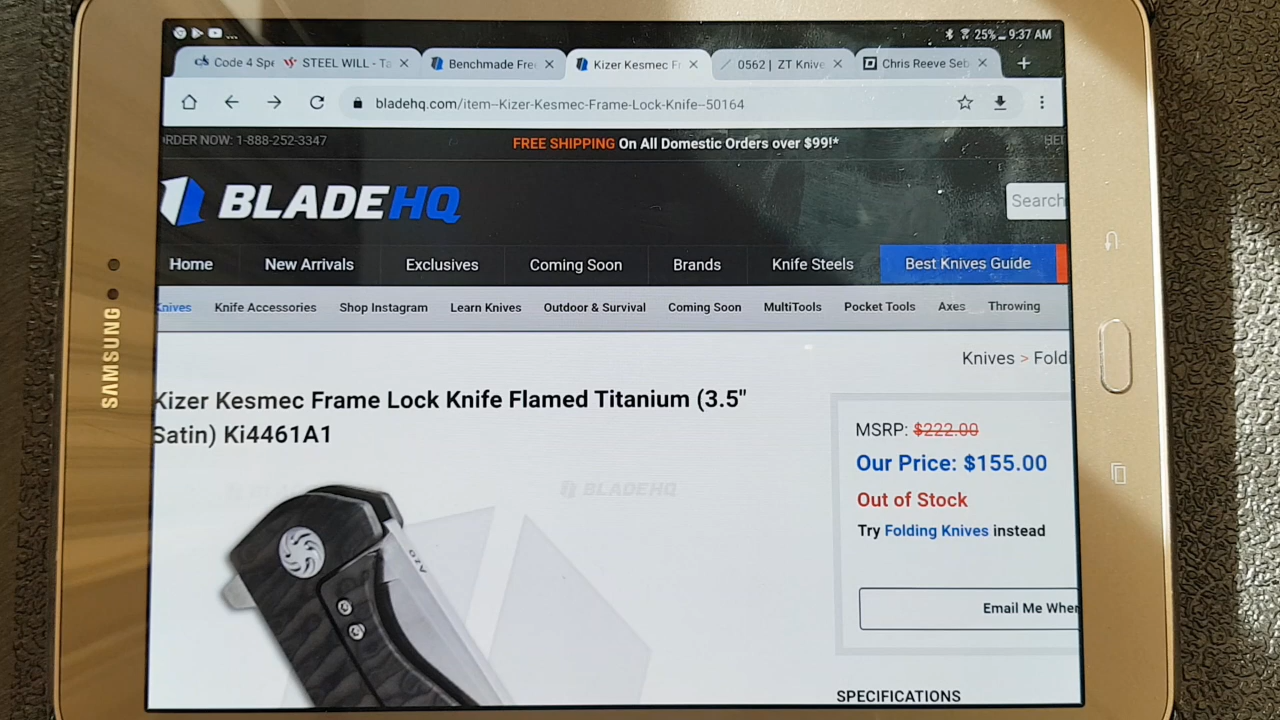 25% 9:37 AM
Code 4 Spe STEEL WILL - Ta Benchmade Free Kizer Kesmec Fr 0562 | ZT Knive Chris Reeve Seb
bladehq.com/item--Kizer-Kesmec-Frame-Lock-Knife--50164
RDER NOW: 1-888-252-3347
FREE SHIPPING On All Domestic Orders over $99!*
BLADEHQ
Search
Home New Arrivals Exclusives Coming Soon Brands Knife Steels Best Knives Guide
Knives Knife Accessories Shop Instagram Learn Knives Outdoor & Survival Coming Soon MultiTools Pocket Tools Axes Throwing
Knives > Foldi
Kizer Kesmec Frame Lock Knife Flamed Titanium (3.5"
Satin) Ki4461A1
MSRP: $222.00
Our Price: $155.00
Out of Stock
Try Folding Knives instead
Email Me When
SPECIFICATIONS
BLADEHQ
AZO
SAMSUNG